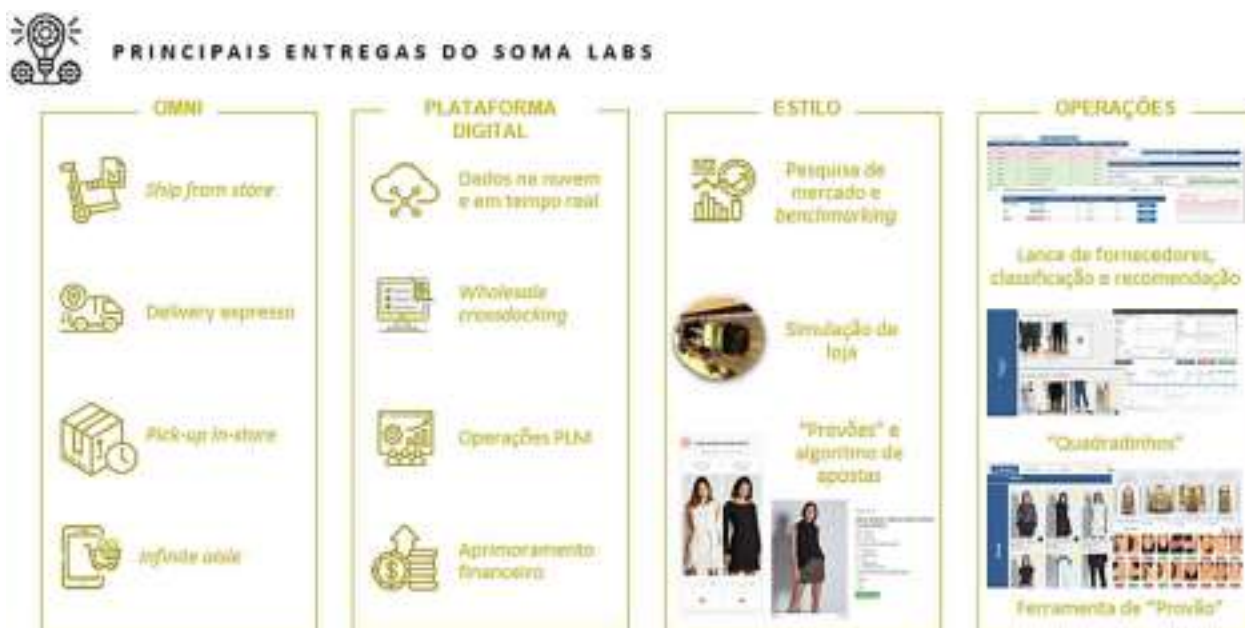 PRINCIPAIS ENTREGAS DO SOMA LABS
OMNI
Ship from store
Delivery expresso
Pick-up in-store
Infinite aisle
PLATAFORMA
DIGITAL
Dados na nuvem
e em tempo real
Wholesale
crossdocking
Operações PLM
Aprimoramento
financeiro
ESTILO
Pesquisa de
mercado e
benchmarking
Simulação de
loja
"Provões" e
algoritmo de
apostas
OPERAÇÕES
Lance de fornecedores,
classificação e recomendação
"Quadradinhos"
Ferramenta de "Provão"